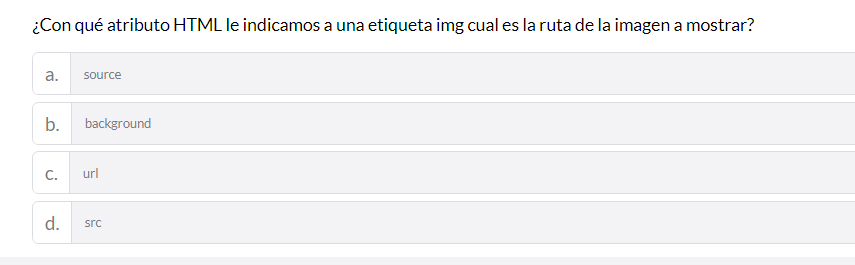 ¿Con qué atributo HTML le indicamos a una etiqueta img cual es la ruta de la imagen a mostrar?
a. source
b. background
c. url
d. src